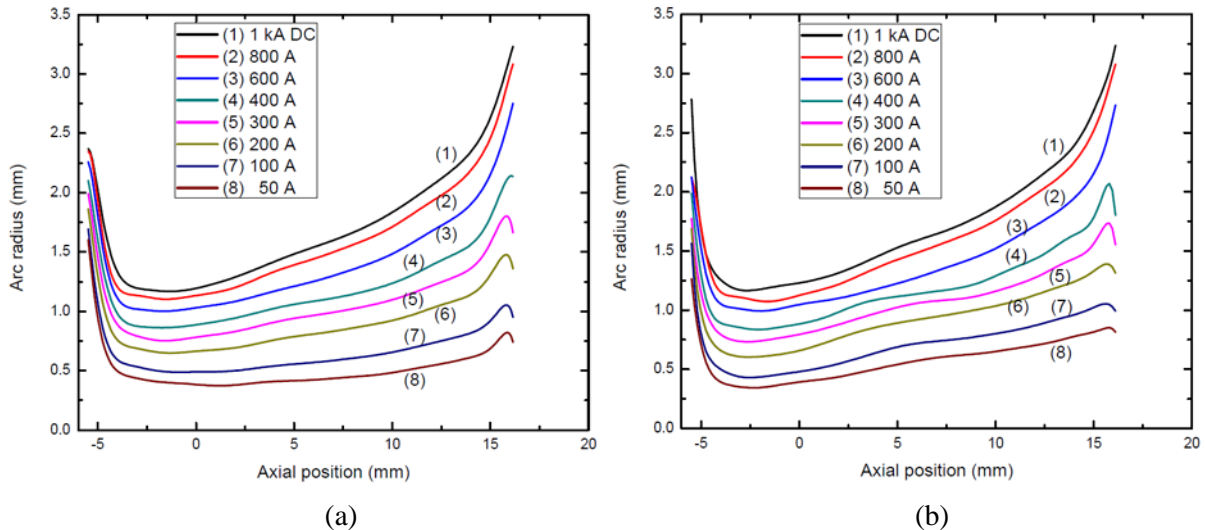 3.5
3.0
2.5
2.0
1.5
1.0
0.5
0.0
Arc radius (mm)
(1) 1 kA DC
(2) 800 A
(3) 600 A
(4) 400 A
(5) 300 A
(6) 200 A
(7) 100 A
(8) 50 A
(1)
(2)
(3)
(4)
(5)
(6)
(7)
(8)
-5 0 5 10 15 20
Axial position (mm)
(a)
3.5
3.0
2.5
2.0
1.5
1.0
0.5
0.0
Arc radius (mm)
(1) 1 kA DC
(2) 800 A
(3) 600 A
(4) 400 A
(5) 300 A
(6) 200 A
(7) 100 A
(8) 50 A
(1)
(2)
(3)
(4)
(5)
(6)
(7)
(8)
-5 0 5 10 15 20
Axial position (mm)
(b)